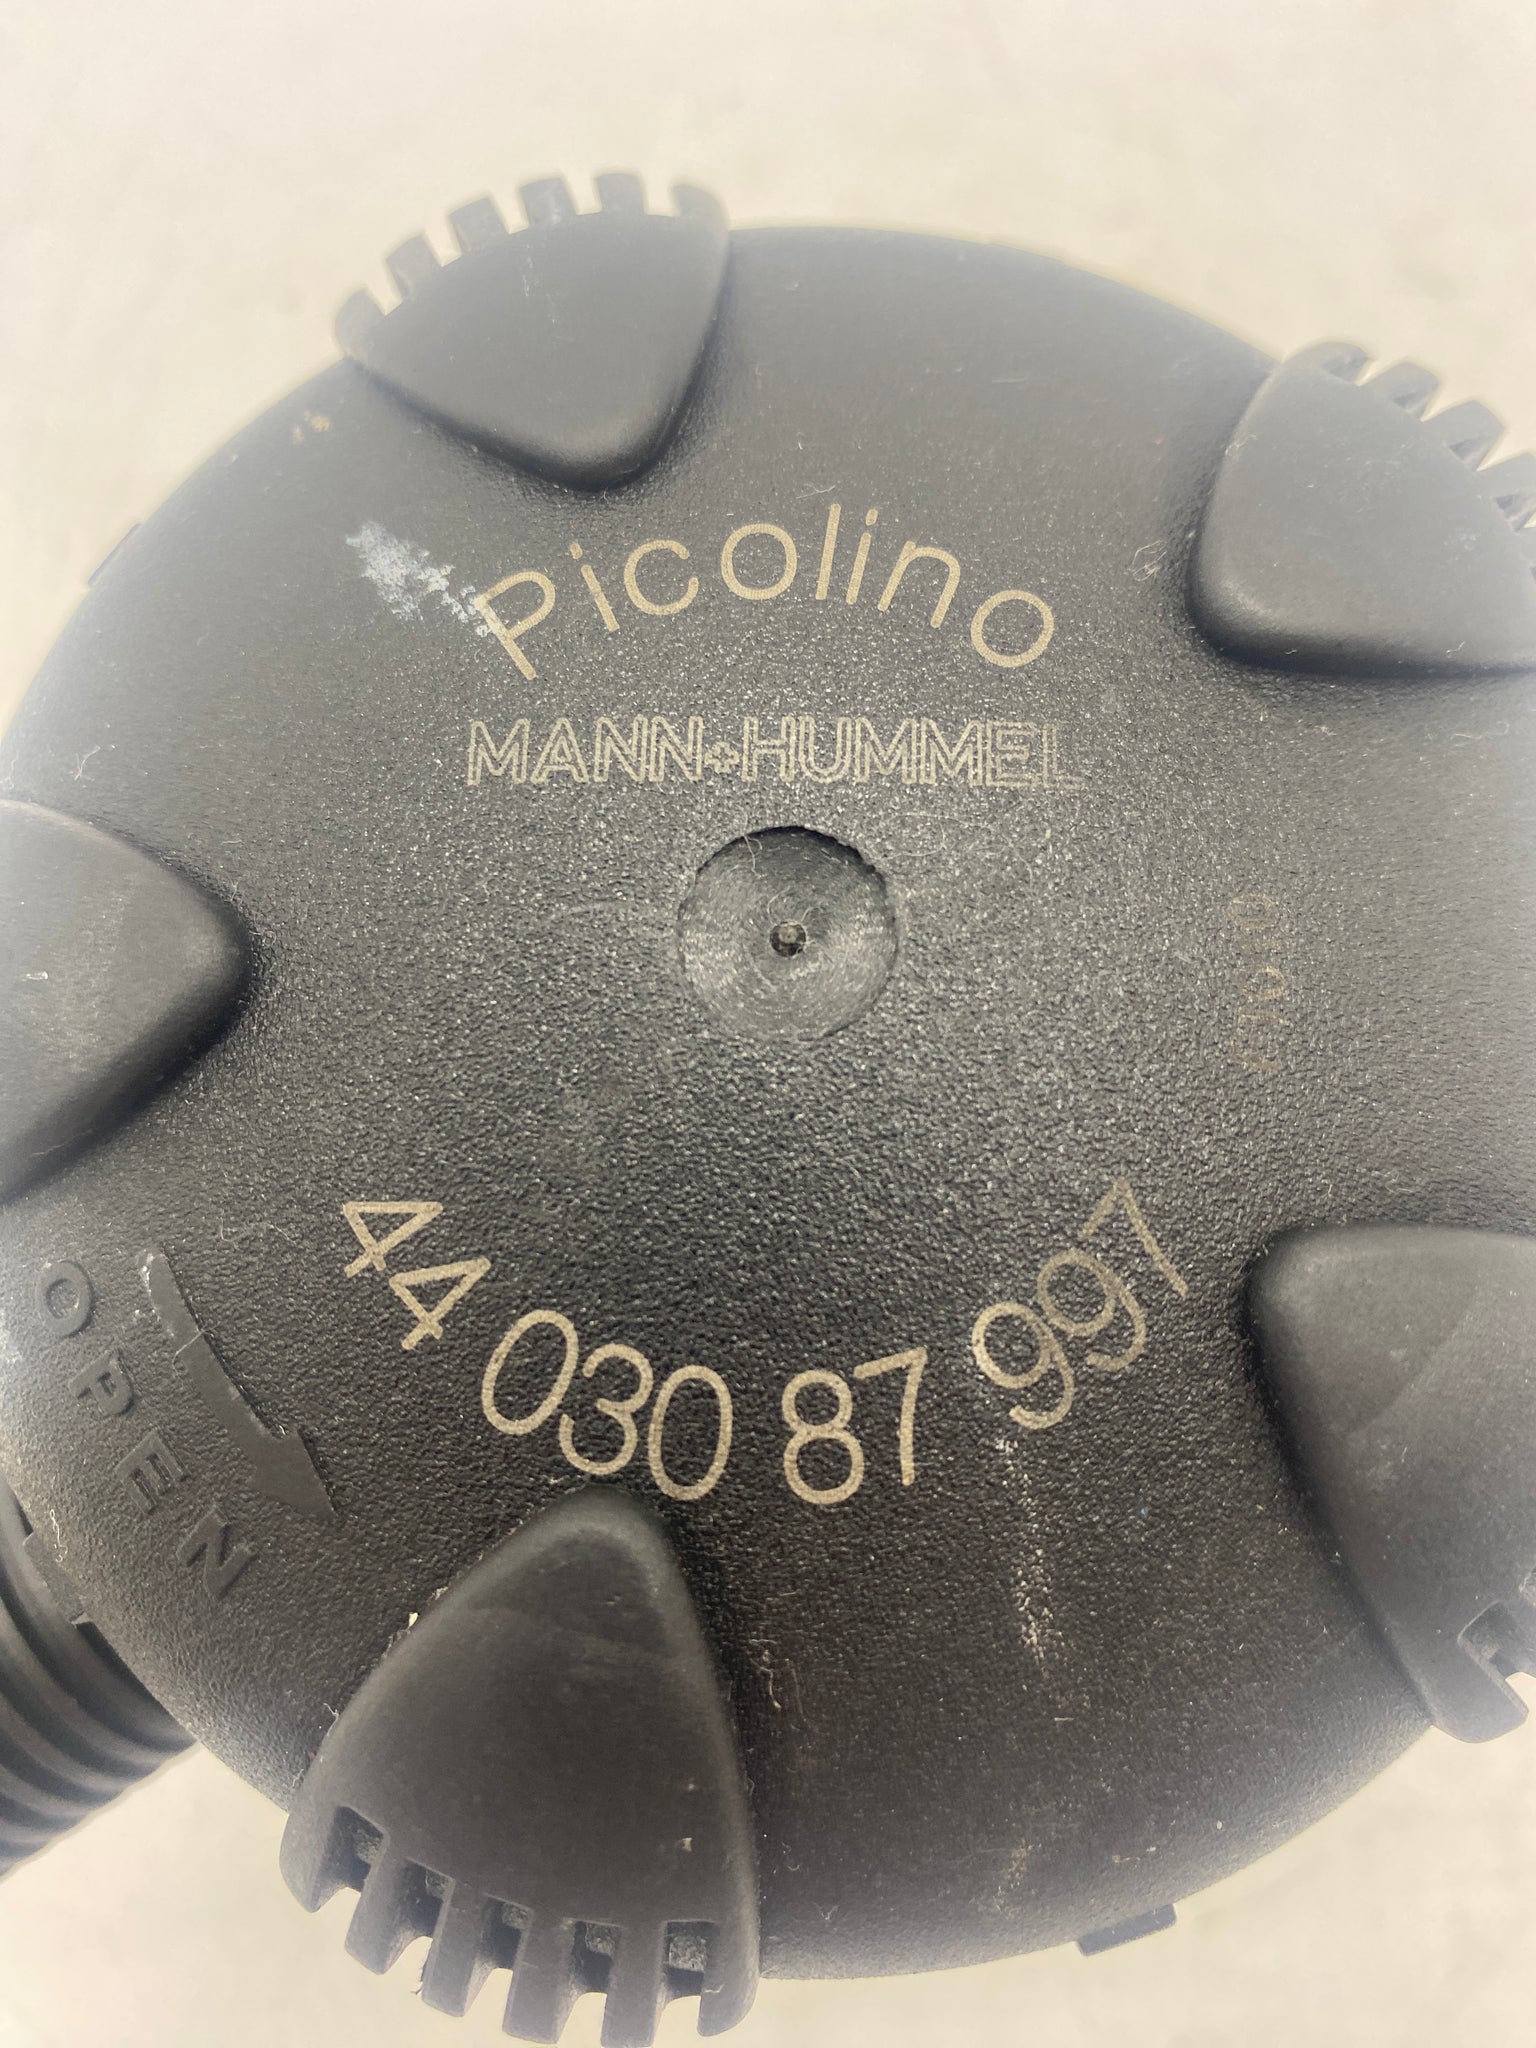 Picolino
MANN+HUMMEL
44 030 87 997
OPEN